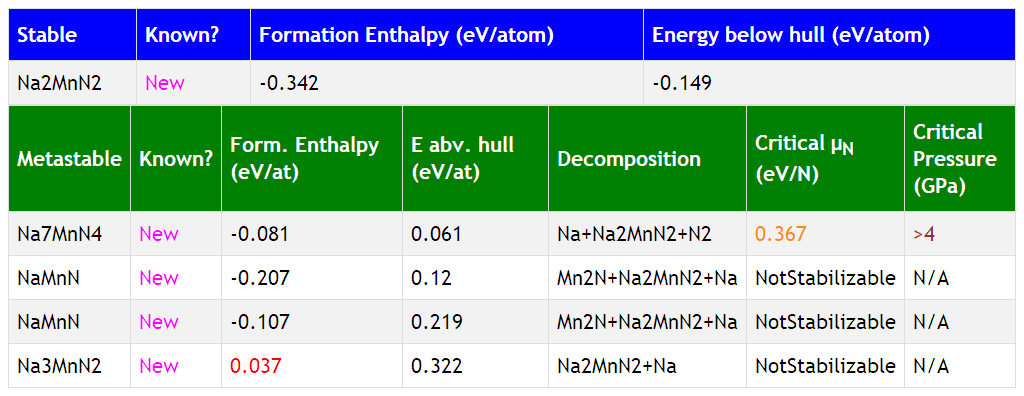 Stable Known? Formation Enthalpy (eV/atom) Energy below hull (eV/atom)
Na2MnN2 New -0.342 -0.149
Metastable Known? Form. Enthalpy (eV/at) E abv. hull (eV/at) Decomposition Critical μN (eV/N) Critical Pressure (GPa)
Na7MnN4 New -0.081 0.061 Na+Na2MnN2+N2 0.367 >4
NaMnN New -0.207 0.12 Mn2N+Na2MnN2+Na NotStabilizable N/A
NaMnN New -0.107 0.219 Mn2N+Na2MnN2+Na NotStabilizable N/A
Na3MnN2 New 0.037 0.322 Na2MnN2+Na NotStabilizable N/A